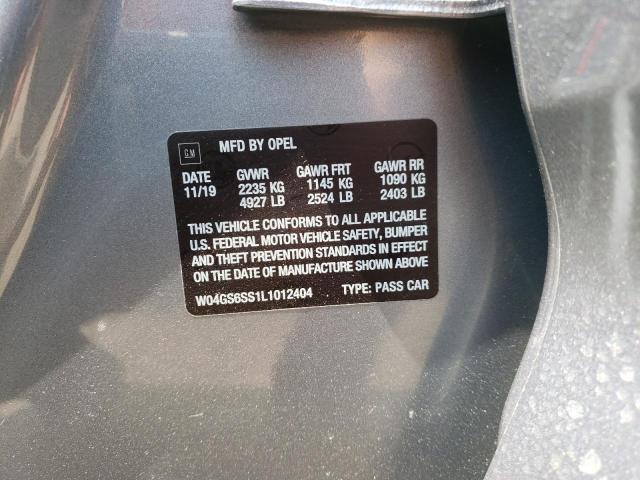 GM MFD BY OPEL
DATE GVWR GAWR FRT GAWR RR
11/19 2235 KG 1145 KG 1090 KG
4927 LB 2524 LB 2403 LB
THIS VEHICLE CONFORMS TO ALL APPLICABLE
U.S. FEDERAL MOTOR VEHICLE SAFETY, BUMPER
AND THEFT PREVENTION STANDARDS IN EFFECT
ON THE DATE OF MANUFACTURE SHOWN ABOVE
W04GS6SS1L1012404 TYPE: PASS CAR